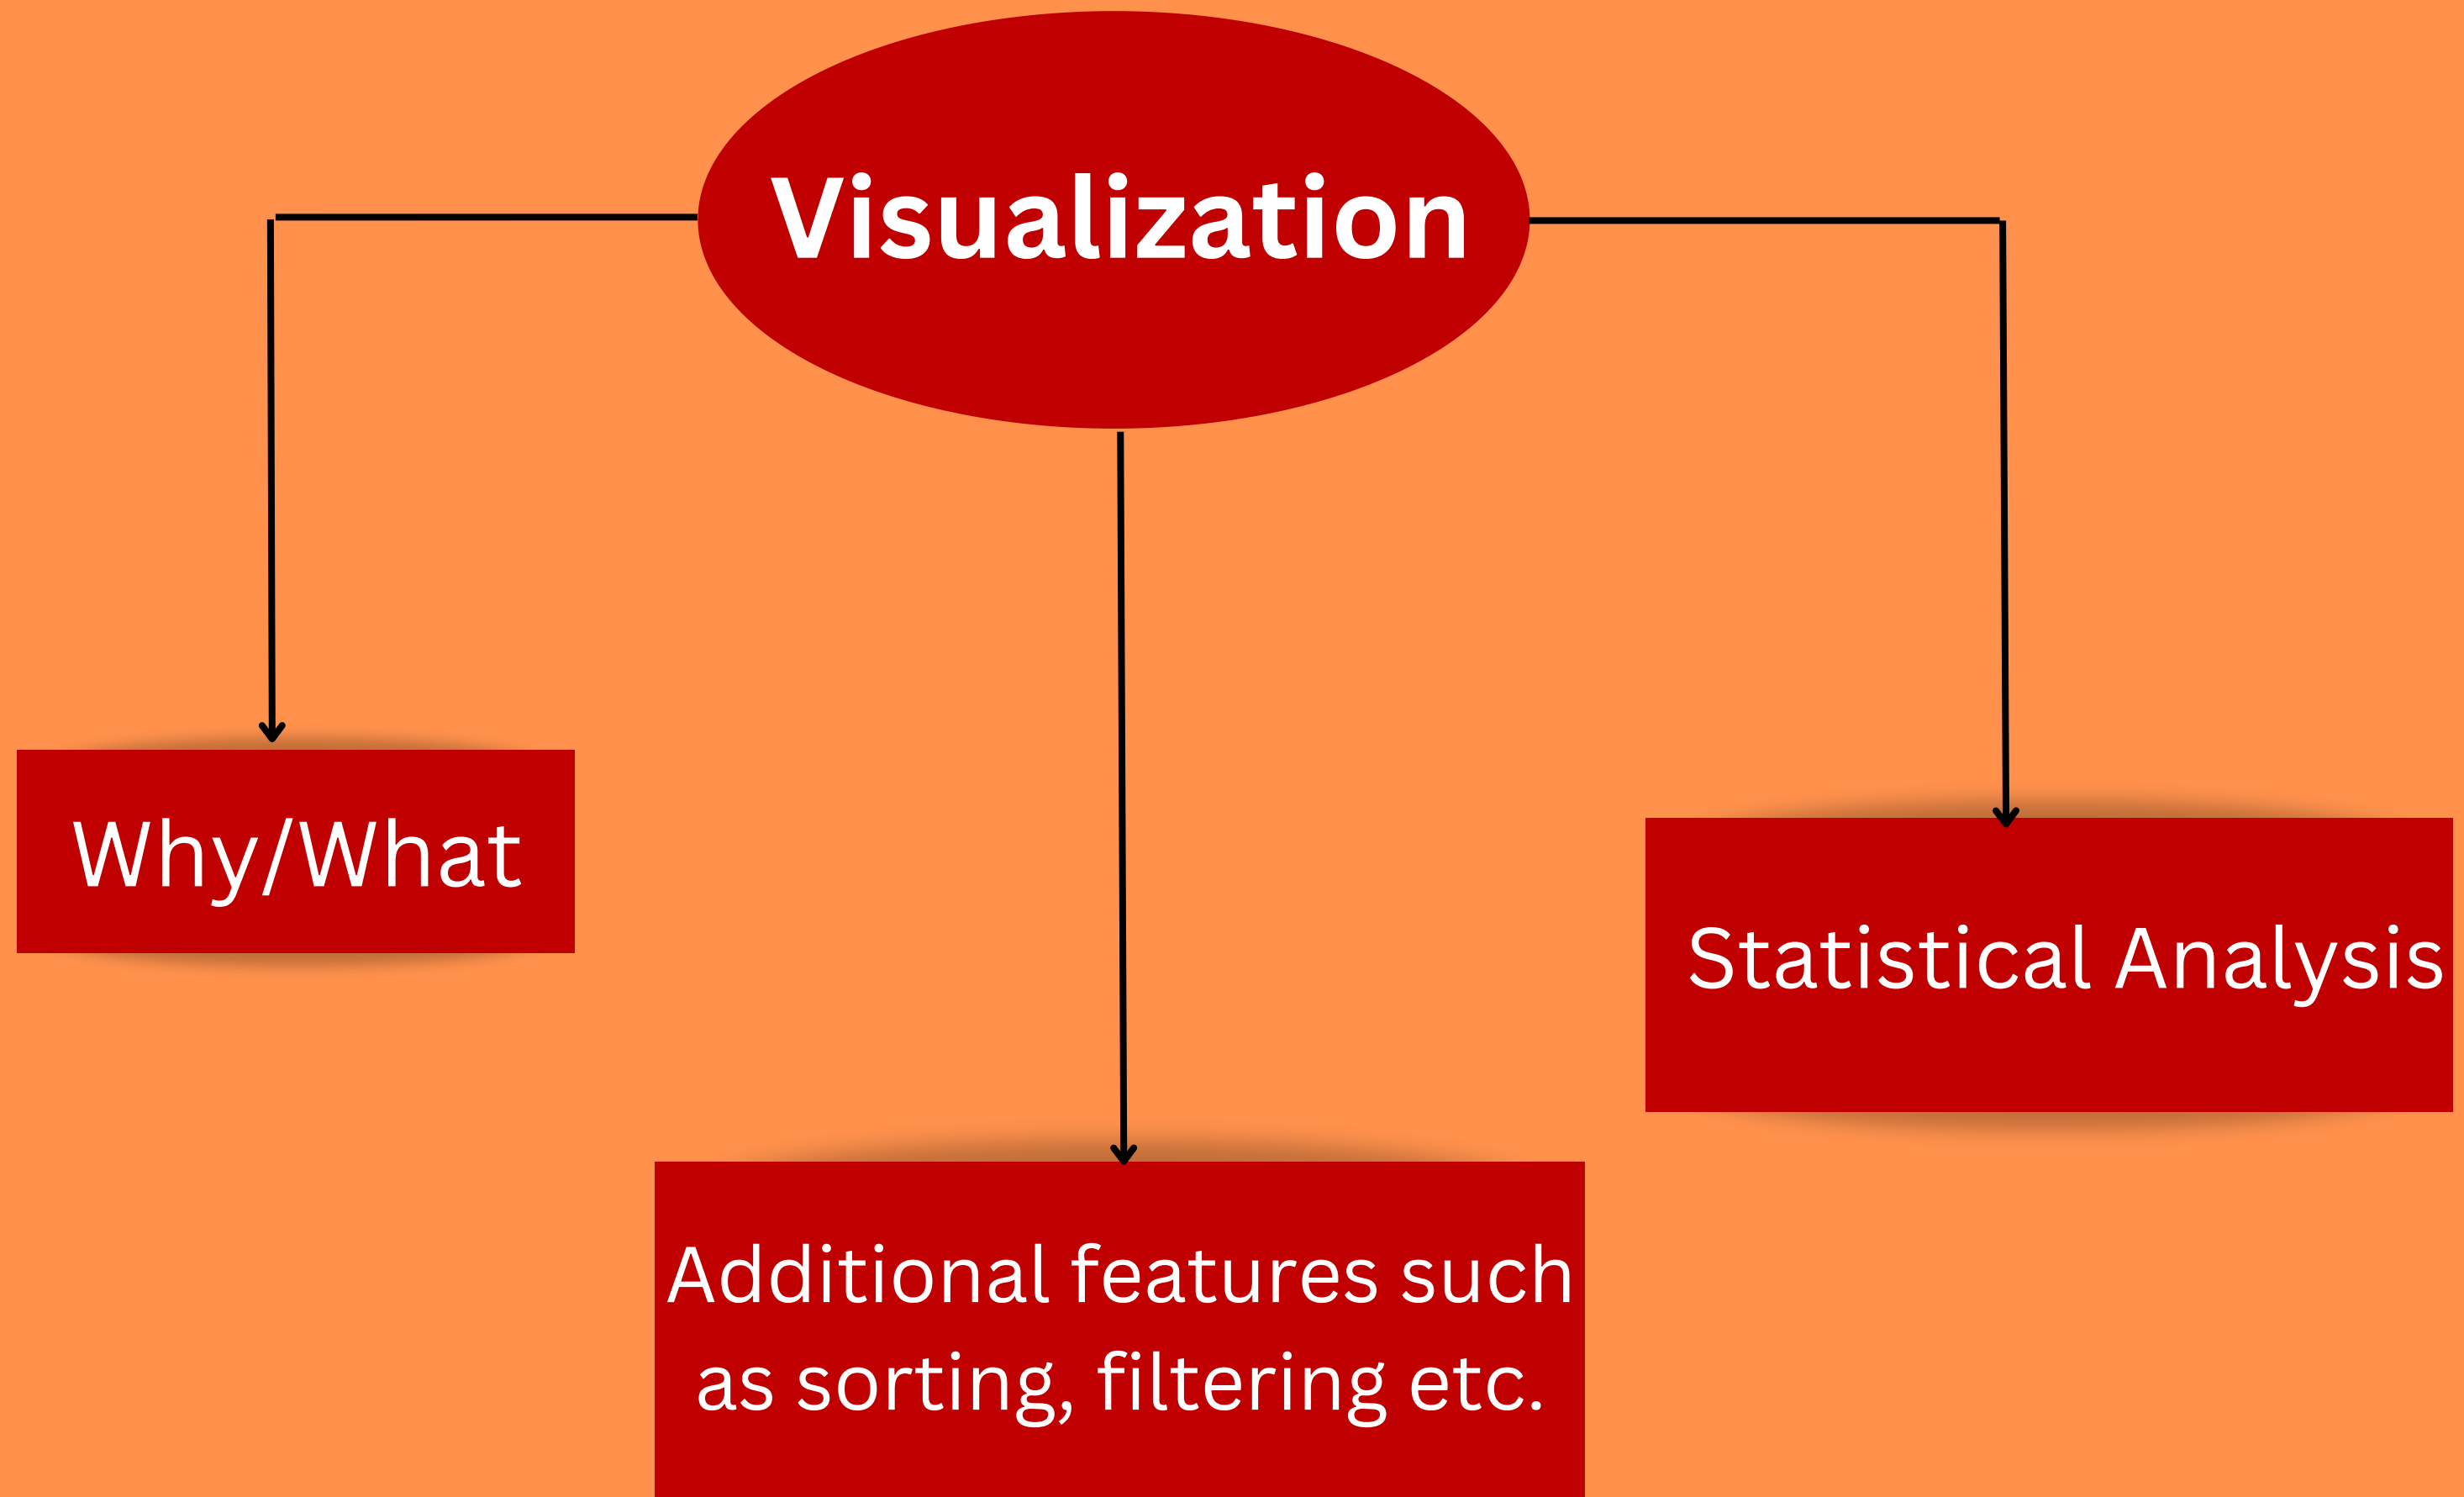 Visualization
Why/What
Statistical Analysis
Additional features such
as sorting, filtering etc.